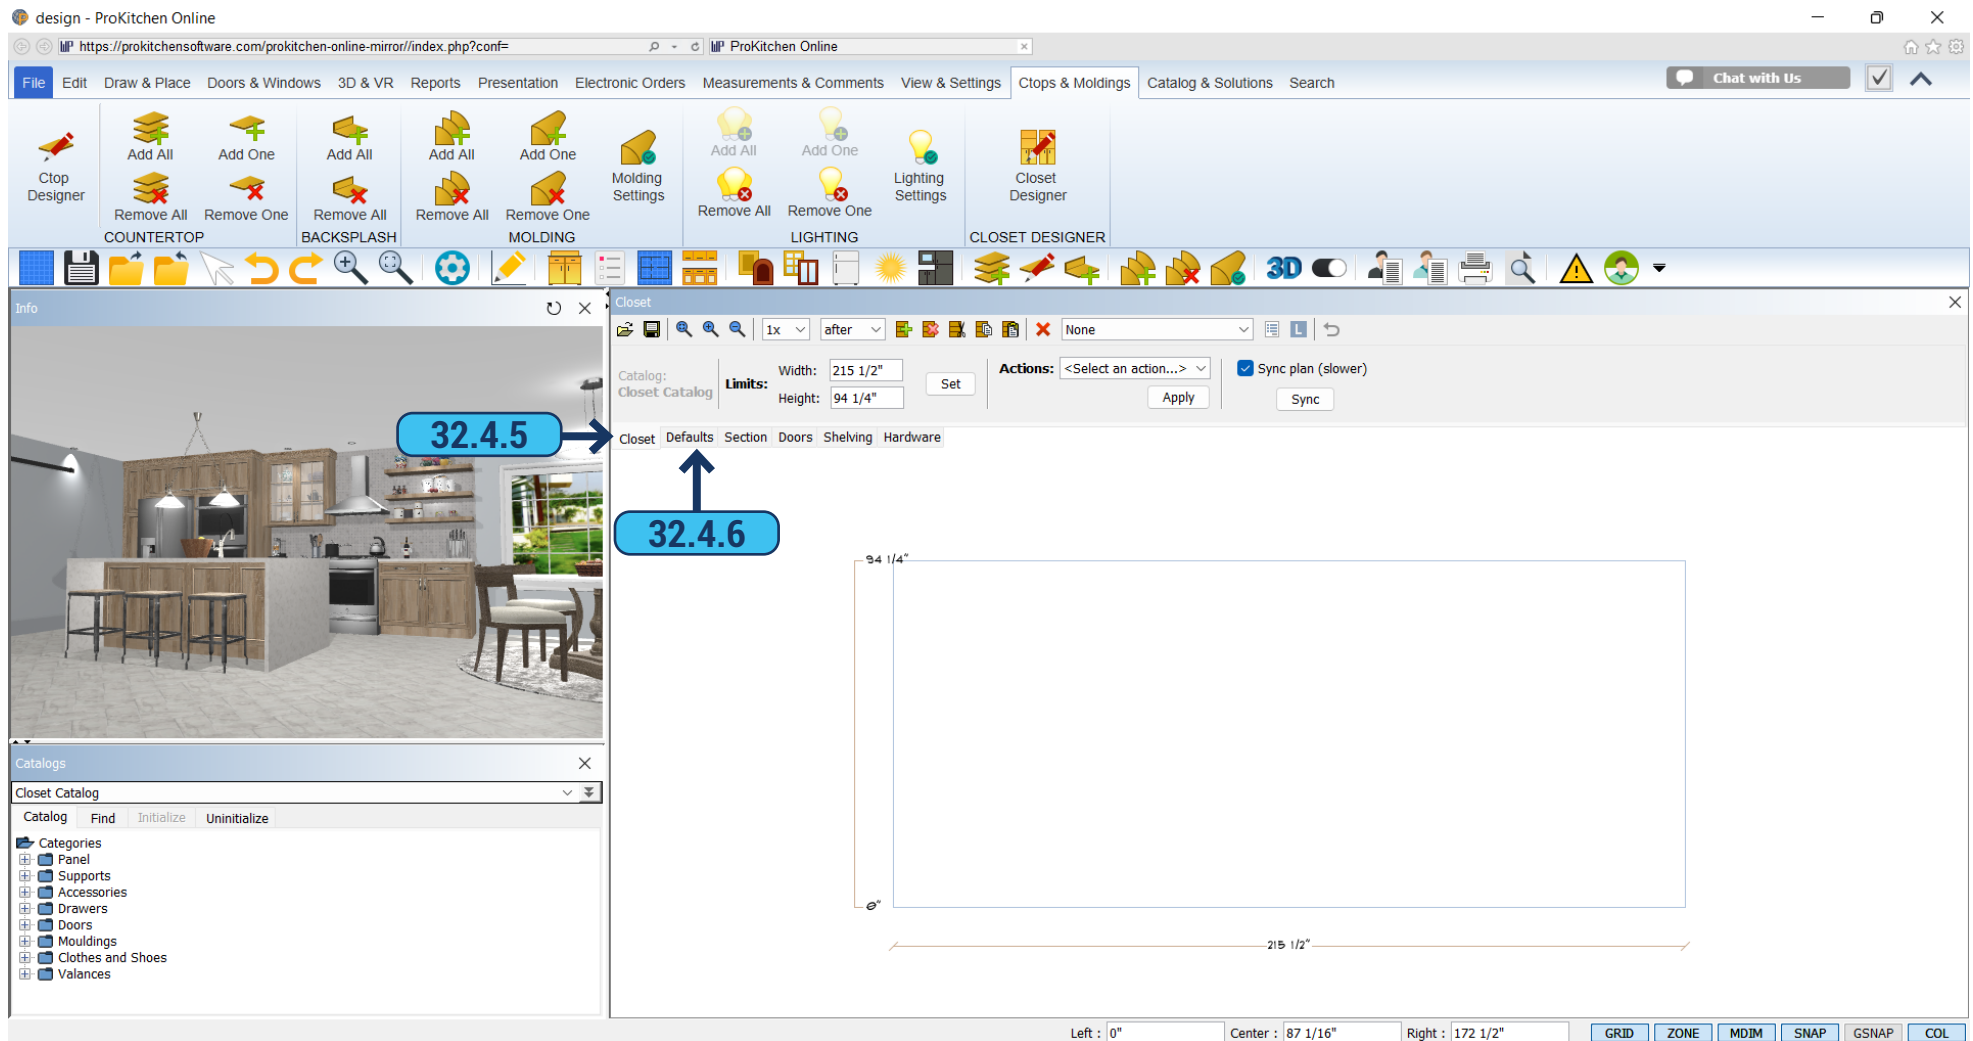 design - ProKitchen Online
https://prokitchensoftware.com/prokitchen-online-mirror//index.php?conf=
ProKitchen Online
File Edit Draw & Place Doors & Windows 3D & VR Reports Presentation Electronic Orders Measurements & Comments View & Settings Ctops & Moldings Catalog & Solutions Search
Chat with Us
Ctop Designer
Add All Add One
Remove All Remove One
COUNTERTOP
Add All
Remove All
BACKSPLASH
Add All Add One
Remove All Remove One
Molding Settings
MOLDING
Add All Add One
Remove All Remove One
Lighting Settings
LIGHTING
Closet Designer
CLOSET DESIGNER
3D
Info
Closet
1x after None L
Catalog:
Closet Catalog
Limits:
Width: 215 1/2"
Height: 94 1/4"
Set
Actions: <Select an action...>
Apply
Sync plan (slower)
Sync
32.4.5
Closet Defaults Section Doors Shelving Hardware
32.4.6
94 1/4"
0"
215 1/2"
Catalogs
Closet Catalog
Catalog Find Initialize Uninitialize
Categories
Panel
Supports
Accessories
Drawers
Doors
Mouldings
Clothes and Shoes
Valances
Left : 0" Center : 87 1/16" Right : 172 1/2" GRID ZONE MDIM SNAP GSNAP COL